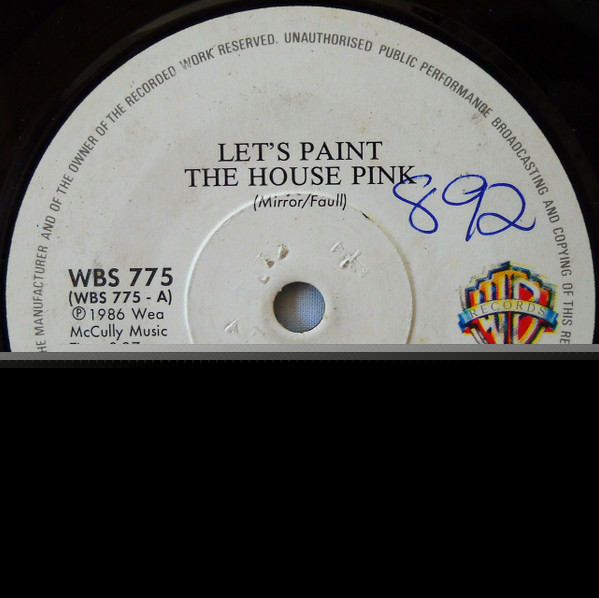 HE MANUFACTURER AND OF THE OWNER OF THE RECORDED WORK RESERVED. UNAUTHORISED PUBLIC PERFORMANCE BROADCASTING AND COPYING OF THIS RE
LET'S PAINT
THE HOUSE PINK
(Mirror/Faull)
892
WBS 775
(WBS 775 - A)
℗ 1986 Wea
McCully Music
RECORDS